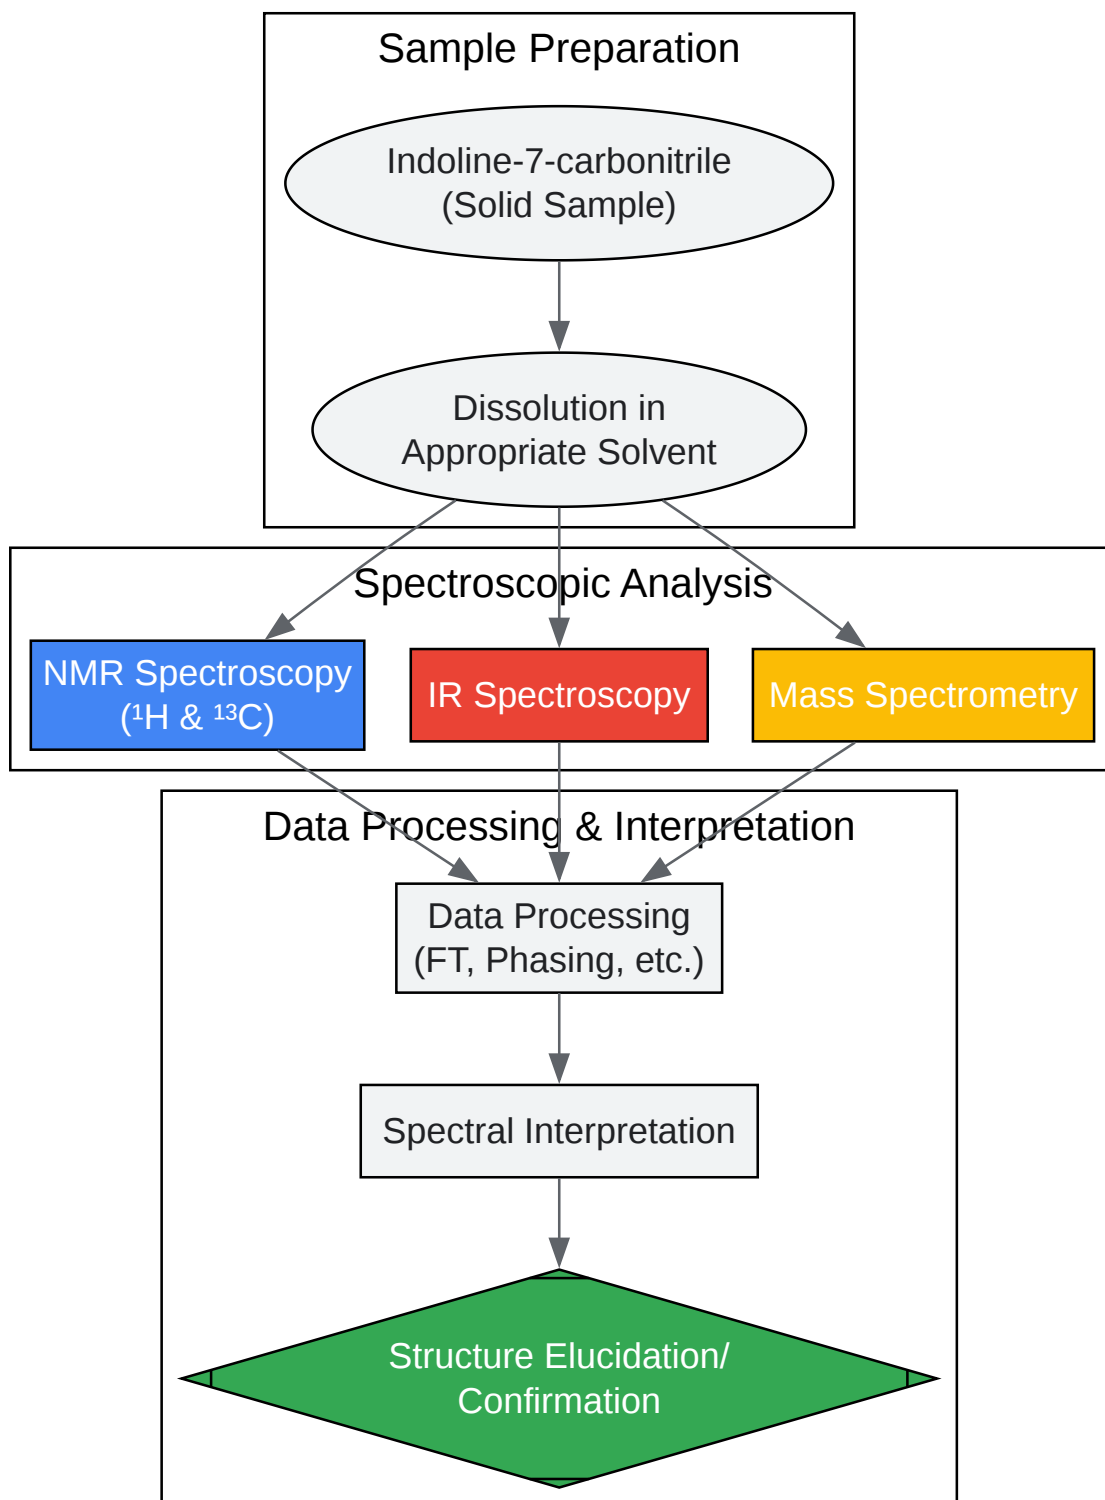 Sample Preparation
Indoline-7-carbonitrile
(Solid Sample)
Dissolution in
Appropriate Solvent
Spectroscopic Analysis
NMR Spectroscopy
(¹H & ¹³C)
IR Spectroscopy
Mass Spectrometry
Data Processing & Interpretation
Data Processing
(FT, Phasing, etc.)
Spectral Interpretation
Structure Elucidation/
Confirmation